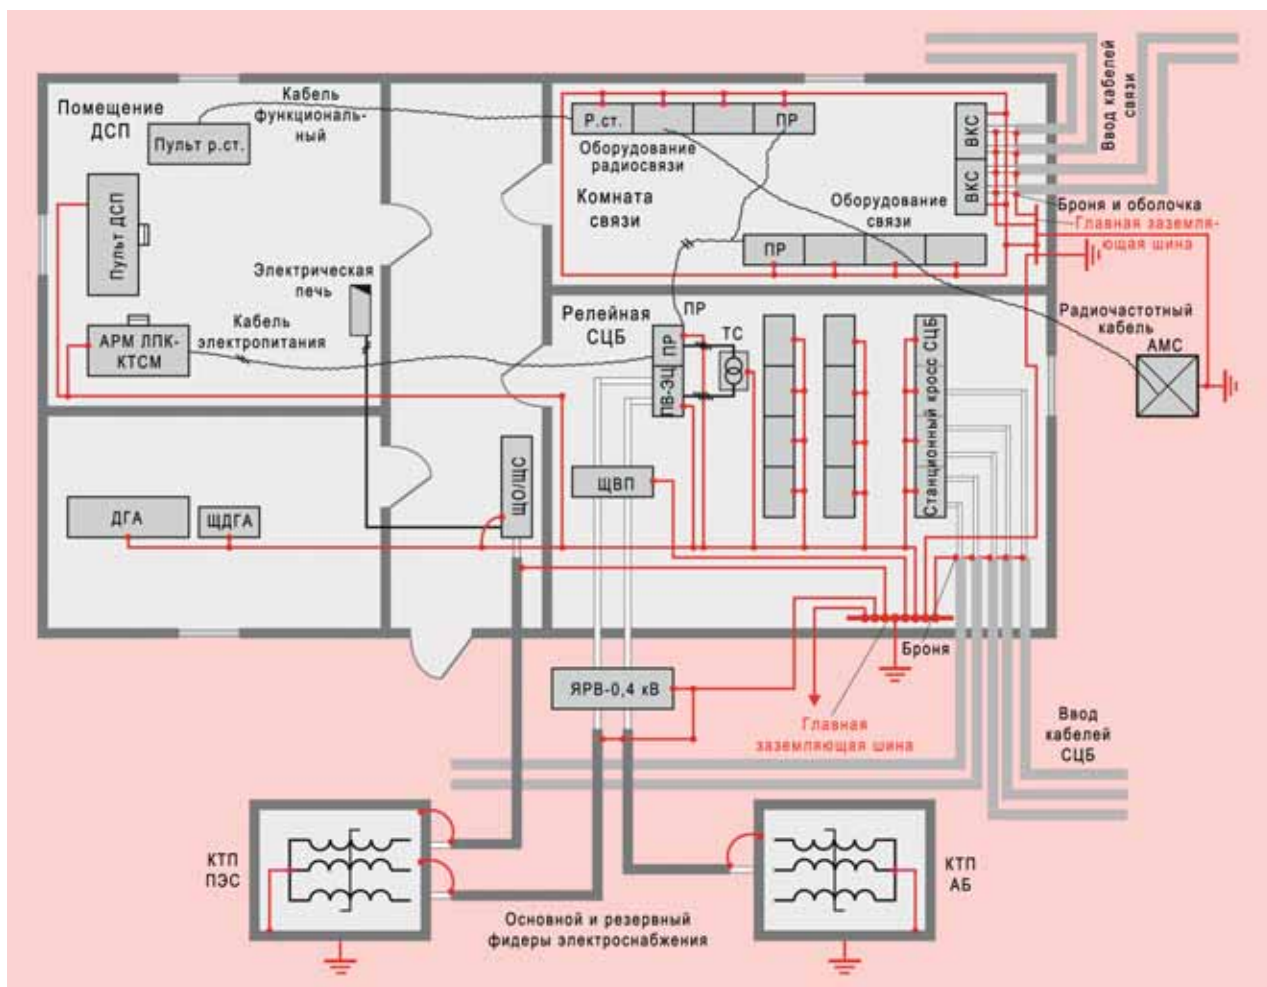 Помещение
ДСП
Кабель
функциональ-
ный
Пульт р.ст.
Р.ст.
ПР
Оборудование
радиосвязи
Комната
связи
Оборудование
связи
ПР
ВКС
ВКС
Ввод кабелей
связи
Броня и оболочка
Главная заземля-
ющая шина
Пульт ДСП
Электрическая
печь
Кабель
электропитания
АРМ ЛПК-
КТСМ
Релейная
СЦБ
ПР
ПР
ПВ-ЭЦ
ТС
Станционный кросс СЦБ
Радиочастотный
кабель
АМС
ЩО/ЩС
ЩВП
ДГА
ЩДГА
Броня
ЯРВ-0,4 кВ
Главная
заземляющая шина
Ввод
кабелей
СЦБ
КТП
ПЭС
КТП
АБ
Основной и резервный
фидеры электроснабжения